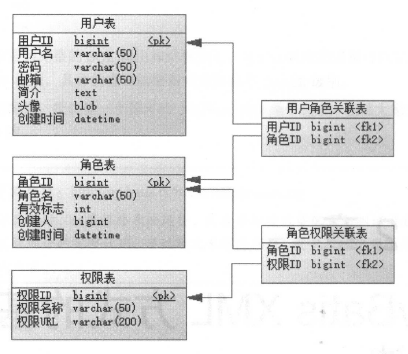 用户表
用户ID bigint <pk>
用户名 varchar(50)
密码 varchar(50)
邮箱 varchar(50)
简介 text
头像 blob
创建时间 datetime
用户角色关联表
用户ID bigint <fk1>
角色ID bigint <fk2>
角色表
角色ID bigint <pk>
角色名 varchar(50)
有效标志 int
创建人 bigint
创建时间 datetime
角色权限关联表
角色ID bigint <fk1>
权限ID bigint <fk2>
权限表
权限ID bigint <pk>
权限名称 varchar(50)
权限URL varchar(200)